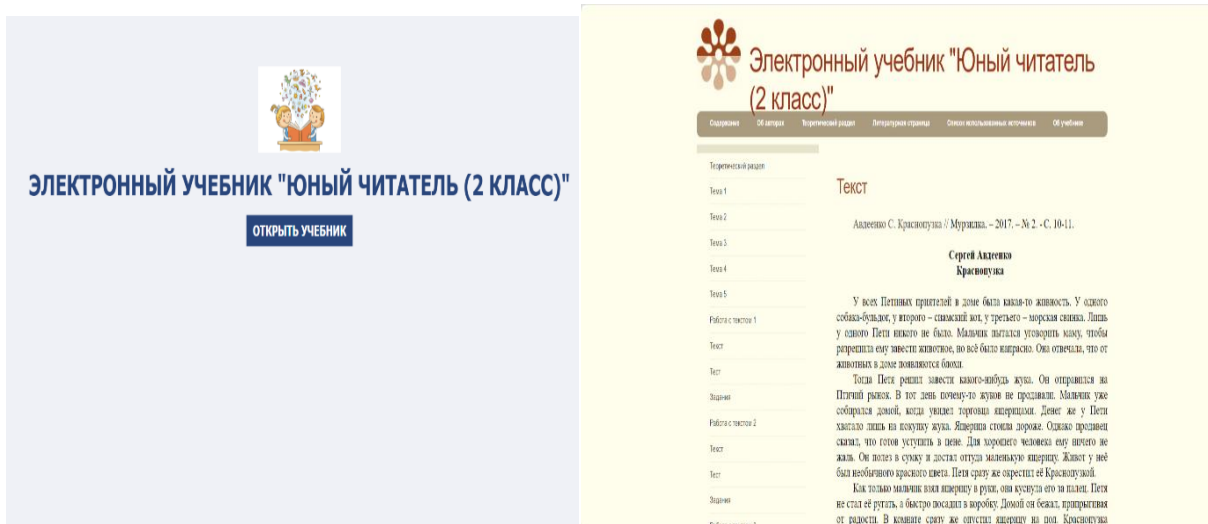 ЭЛЕКТРОННЫЙ УЧЕБНИК "ЮНЫЙ ЧИТАТЕЛЬ (2 КЛАСС)"
ОТКРЫТЬ УЧЕБНИК
Электронный учебник "Юный читатель
(2 класс)"
Содержание Об авторах Теоретический раздел Литературная страница Список использованных источников Об учебнике
Теоретический раздел
Тема 1
Тема 2
Тема 3
Тема 4
Тема 5
Работа с текстом 1
Текст
Тест
Задания
Работа с текстом 2
Текст
Тест
Задания
Текст
Авдеенко С. Краснопузка // Мурзилка. – 2017. – № 2. - С. 10-11.
Сергей Авдеенко
Краснопузка
У всех Петиных приятелей в доме была какая-то живность. У одного
собака-бульдог, у второго – сиамский кот, у третьего – морская свинка. Лишь
у одного Пети никого не было. Мальчик пытался уговорить маму, чтобы
разрешила ему завести животное, но всё было напрасно. Она отвечала, что от
животных в доме появляются блохи.
Тогда Петя решил завести какого-нибудь жука. Он отправился на
Птичий рынок. В тот день почему-то жуков не продавали. Мальчик уже
собирался домой, когда увидел торговца ящерицами. Денег же у Пети
хватало лишь на покупку жука. Ящерица стоила дороже. Однако продавец
сказал, что готов уступить в цене. Для хорошего человека ему ничего не
жаль. Он полез в сумку и достал оттуда маленькую ящерицу. Живот у неё
был необычного красного цвета. Петя сразу же окрестил её Краснопузкой.
Как только мальчик взял ящерицу в руки, она куснула его за палец. Петя
не стал её ругать, а быстро посадил в коробку. Домой он бежал, припрыгивая
от радости. В комнате сразу же опустил ящерицу на пол. Краснопузка